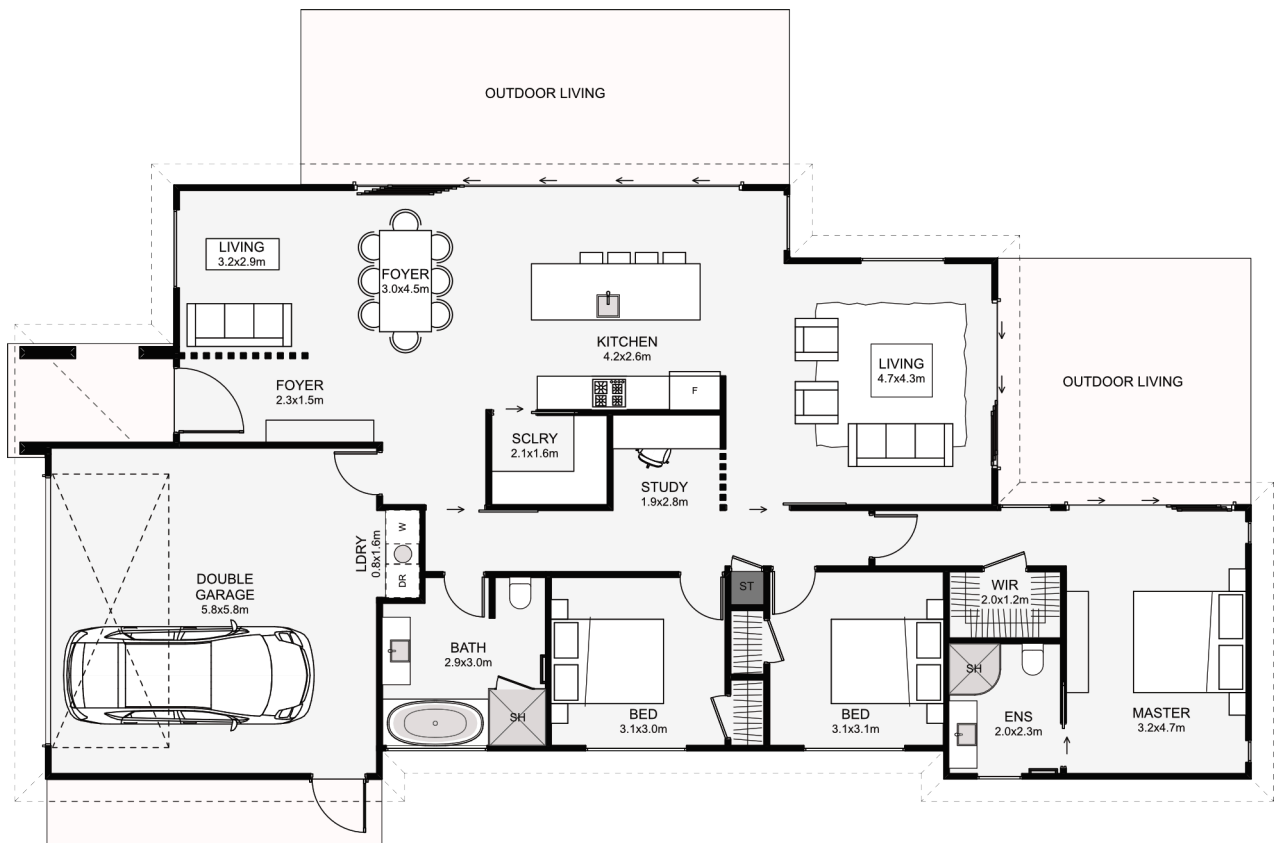 OUTDOOR LIVING
LIVING
3.2x2.9m
FOYER
3.0x4.5m
KITCHEN
4.2x2.6m
LIVING
4.7x4.3m
OUTDOOR LIVING
FOYER
2.3x1.5m
F
SCLRY
2.1x1.6m
STUDY
1.9x2.8m
W
LDRY
0.8x1.6m
DR
DOUBLE
GARAGE
5.8x5.8m
ST
WIR
2.0x1.2m
BATH
2.9x3.0m
SH
SH
BED
3.1x3.0m
BED
3.1x3.1m
ENS
2.0x2.3m
MASTER
3.2x4.7m